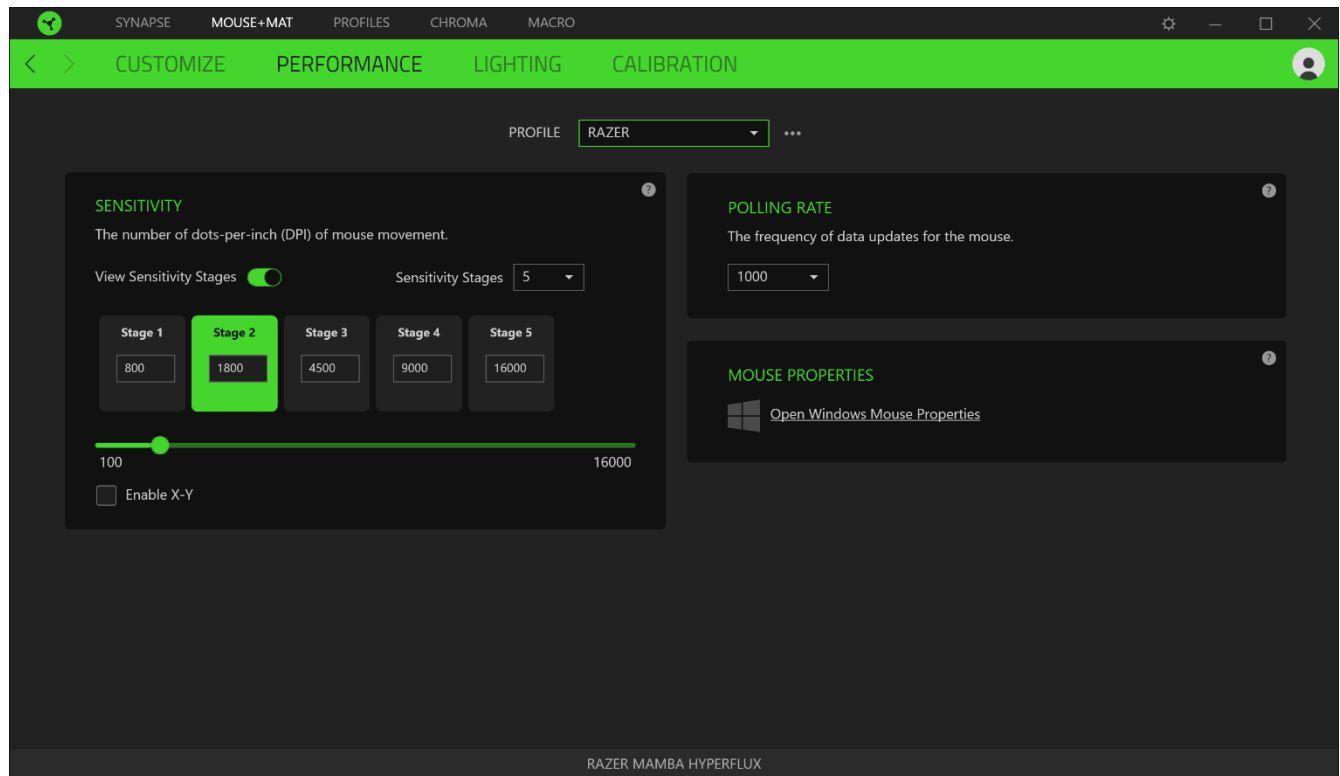 SYNAPSE MOUSE+MAT PROFILES CHROMA MACRO
CUSTOMIZE PERFORMANCE LIGHTING CALIBRATION
PROFILE RAZER
SENSITIVITY
The number of dots-per-inch (DPI) of mouse movement.
View Sensitivity Stages Sensitivity Stages 5
Stage 1 Stage 2 Stage 3 Stage 4 Stage 5
800 1800 4500 9000 16000
100 16000
Enable X-Y
POLLING RATE
The frequency of data updates for the mouse.
1000
MOUSE PROPERTIES
Open Windows Mouse Properties
RAZER MAMBA HYPERFLUX